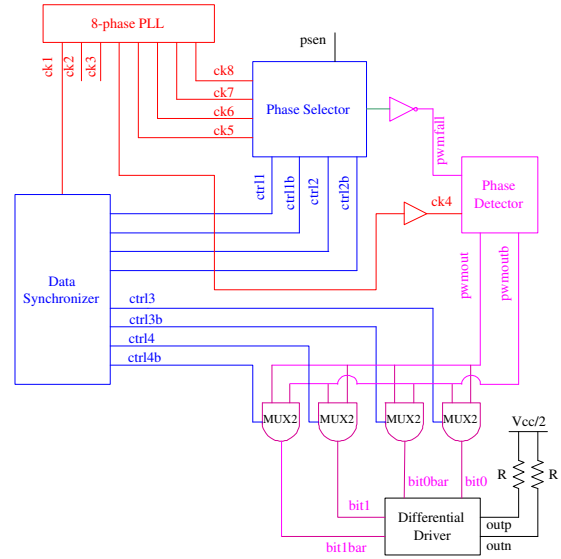 8-phase PLL
psen
ck1
ck2
ck3
ck8
ck7
ck6
ck5
Phase Selector
pwmfall
ctrl1
ctrl1b
ctrl2
ctrl2b
Phase
Detector
ck4
Data
Synchronizer
pwmout
pwmoutb
ctrl3
ctrl3b
ctrl4
ctrl4b
MUX2
MUX2
MUX2
MUX2
Vcc/2
R
R
bit0bar
bit0
bit1
bit1bar
Differential
Driver
outp
outn